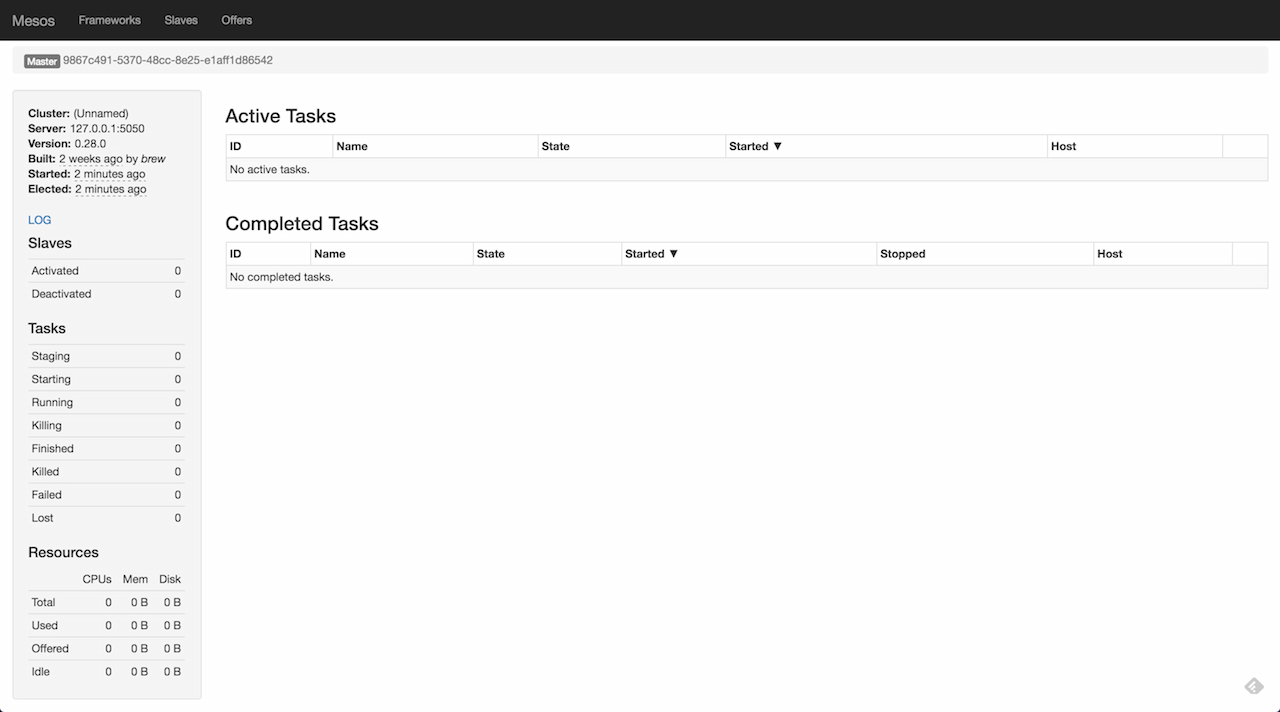 Mesos Frameworks Slaves Offers
Master 9867c491-5370-48cc-8e25-e1aff1d86542
Cluster: (Unnamed)
Server: 127.0.0.1:5050
Version: 0.28.0
Built: 2 weeks ago by brew
Started: 2 minutes ago
Elected: 2 minutes ago
LOG
Slaves
Activated 0
Deactivated 0
Tasks
Staging 0
Starting 0
Running 0
Killing 0
Finished 0
Killed 0
Failed 0
Lost 0
Resources
CPUs Mem Disk
Total 0 0 B 0 B
Used 0 0 B 0 B
Offered 0 0 B 0 B
Idle 0 0 B 0 B
Active Tasks
ID Name State Started ▼ Host
No active tasks.
Completed Tasks
ID Name State Started ▼ Stopped Host
No completed tasks.